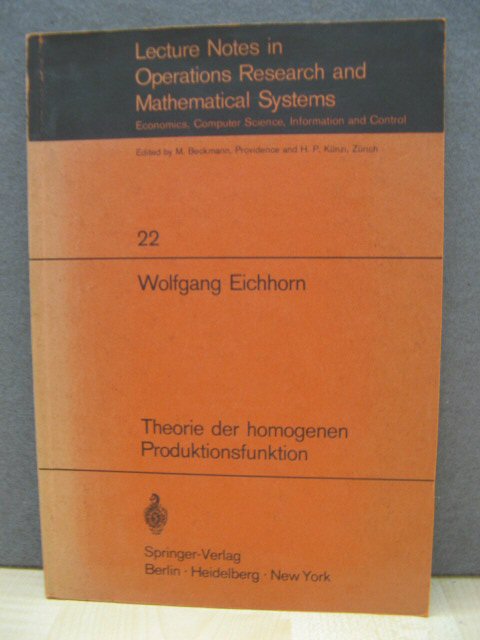 Lecture Notes in
Operations Research and
Mathematical Systems
Economics, Computer Science, Information and Control
Edited by M. Beckmann, Providence and H. P. Künzi, Zürich
22
Wolfgang Eichhorn
Theorie der homogenen
Produktionsfunktion
Springer-Verlag
Berlin · Heidelberg · New York